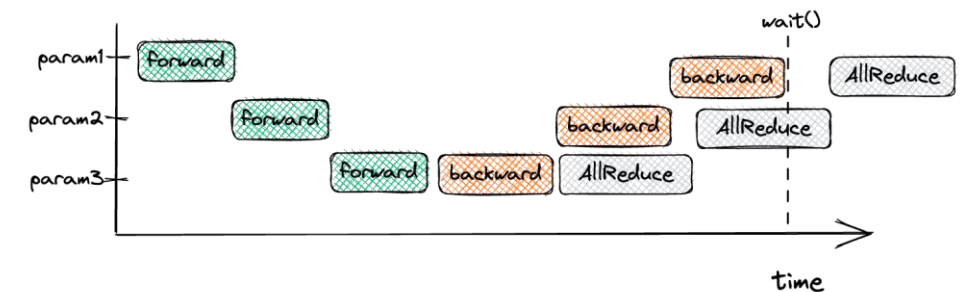 wait()
param1
forward
backward
AllReduce
param2
forward
backward
AllReduce
param3
forward
backward
AllReduce
time